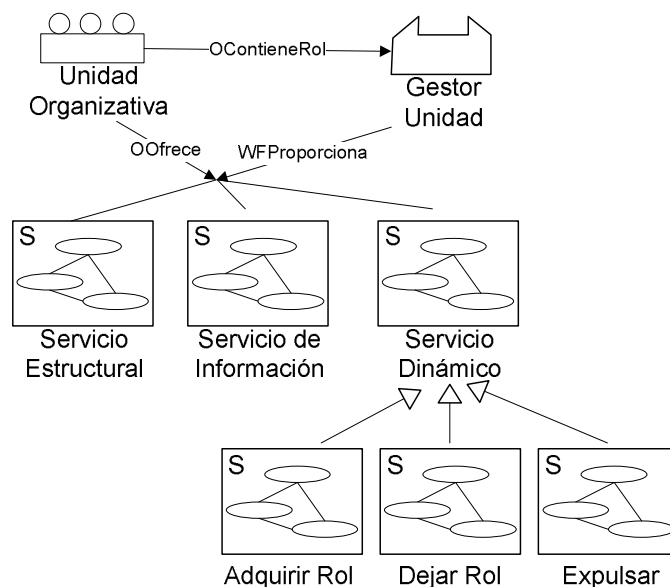 OContieneRol
Unidad
Organizativa
Gestor
Unidad
OOfrece
WFProporciona
S
S
S
Servicio
Estructural
Servicio de
Información
Servicio
Dinámico
S
S
S
Adquirir Rol
Dejar Rol
Expulsar